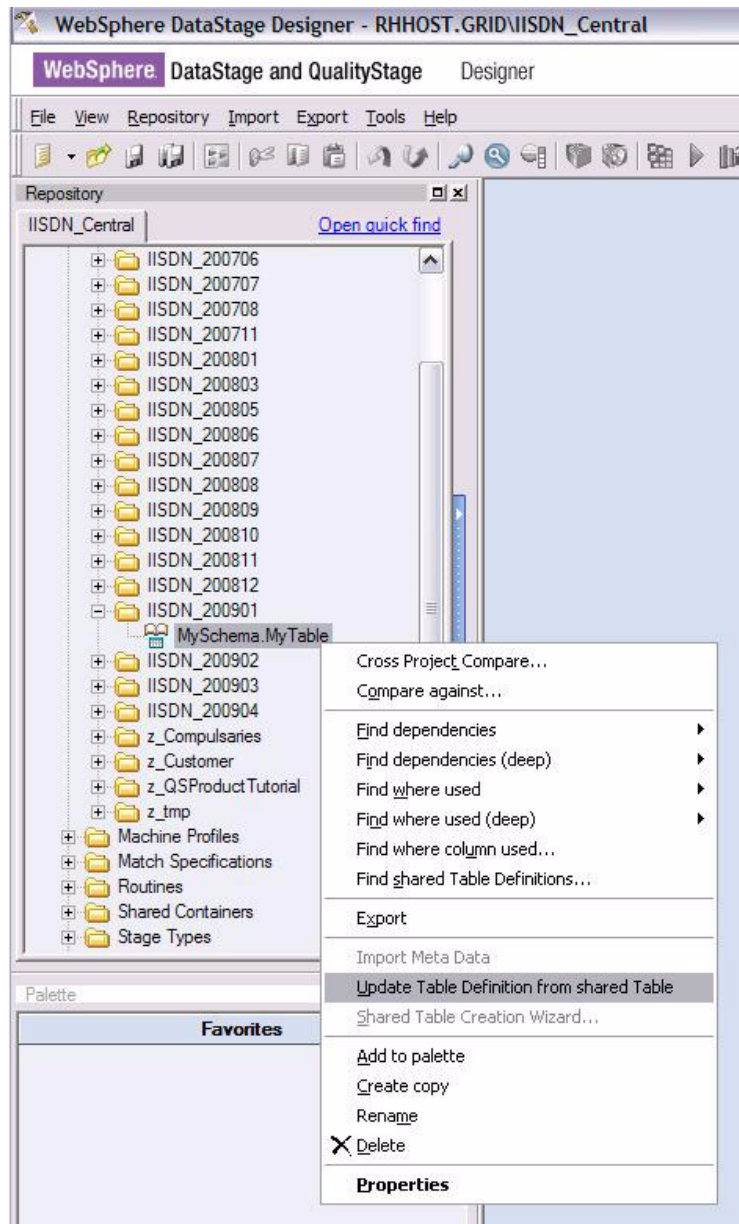 WebSphere DataStage Designer - RHHOST.GRID\IISDN_Central
WebSphere. DataStage and QualityStage Designer
File View Repository Import Export Tools Help
Repository
IISDN_Central Open quick find
IISDN_200706
IISDN_200707
IISDN_200708
IISDN_200711
IISDN_200801
IISDN_200803
IISDN_200805
IISDN_200806
IISDN_200807
IISDN_200808
IISDN_200809
IISDN_200810
IISDN_200811
IISDN_200812
IISDN_200901
MySchema.MyTable
IISDN_200902
IISDN_200903
IISDN_200904
z_Compulsaries
z_Customer
z_QSProductTutorial
z_tmp
Machine Profiles
Match Specifications
Routines
Shared Containers
Stage Types
Cross Project Compare...
Compare against...
Find dependencies
Find dependencies (deep)
Find where used
Find where used (deep)
Find where column used...
Find shared Table Definitions...
Export
Import Meta Data
Update Table Definition from shared Table
Shared Table Creation Wizard...
Add to palette
Create copy
Rename
Delete
Properties
Palette
Favorites